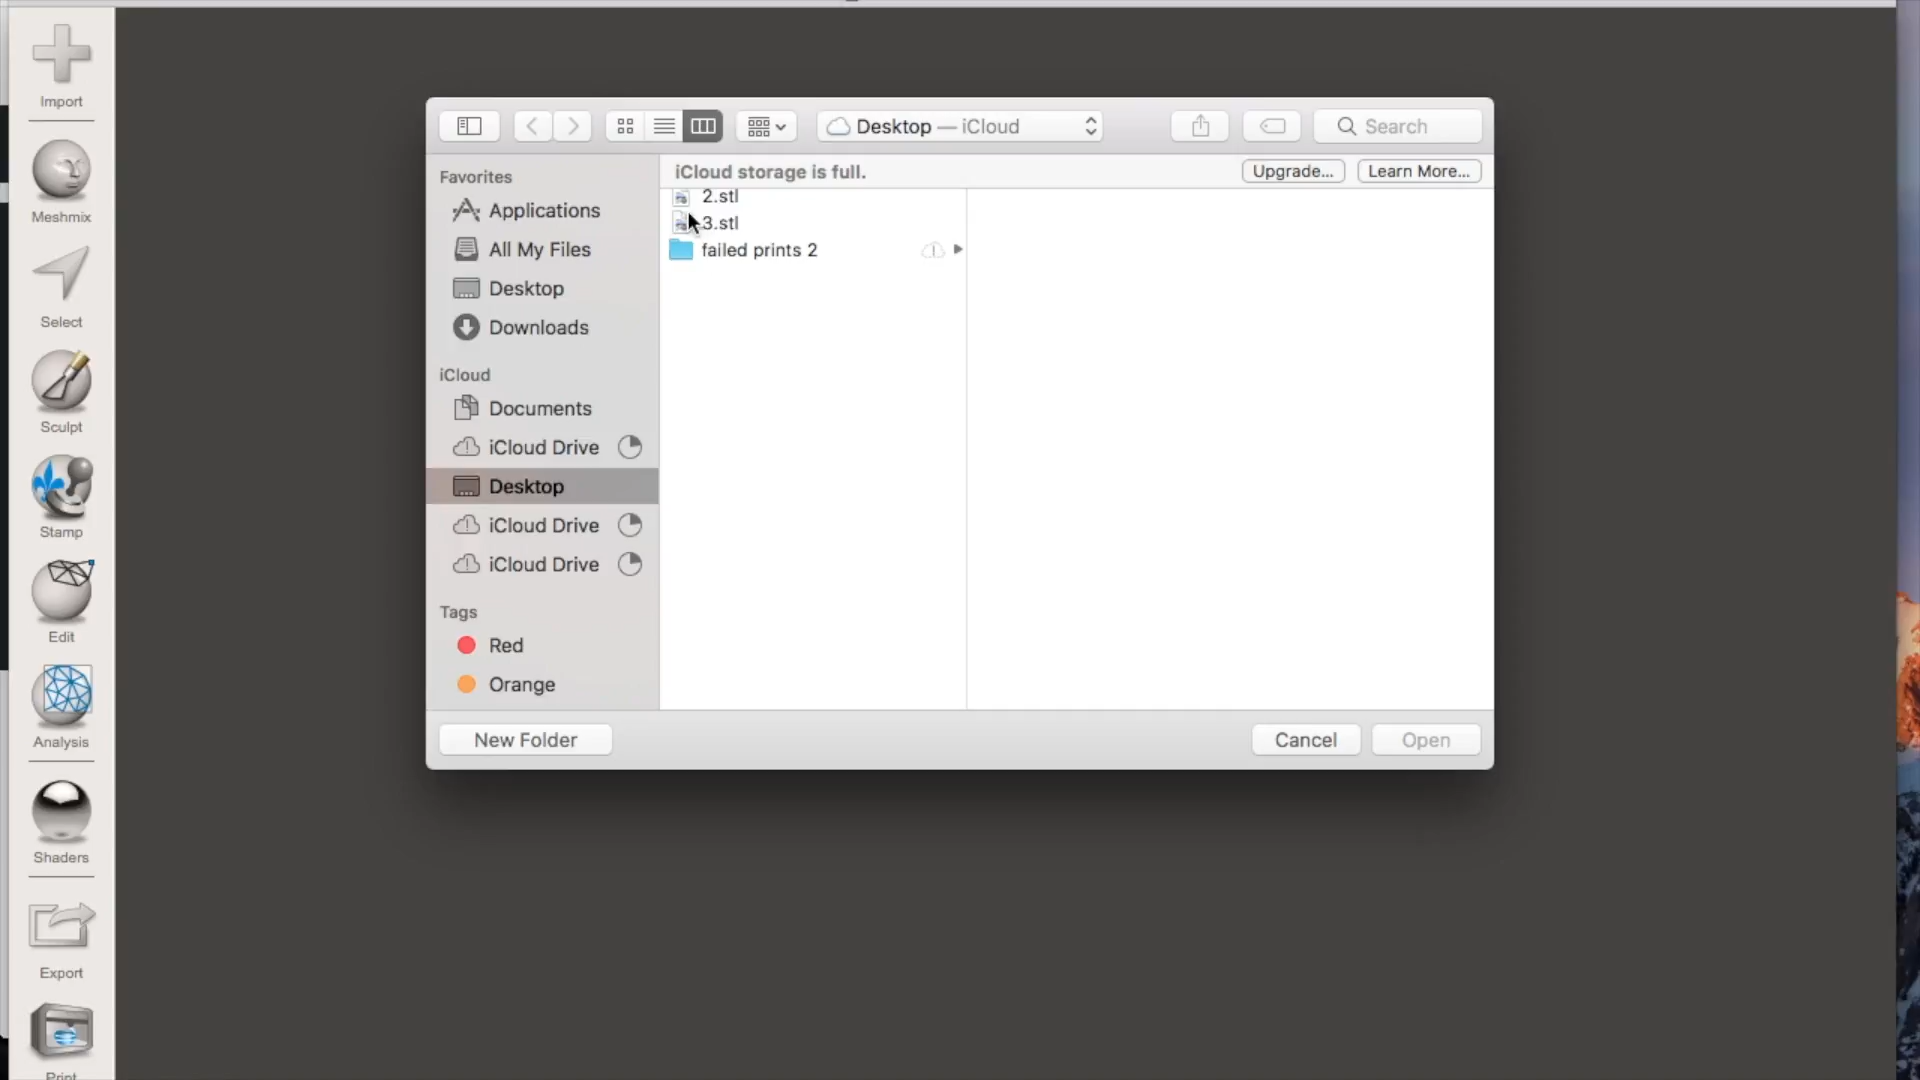 Import
Meshmix
Select
Sculpt
Stamp
Edit
Analysis
Shaders
Export
Print
Desktop — iCloud
Search
Favorites
Applications
All My Files
Desktop
Downloads
iCloud
Documents
iCloud Drive
Desktop
iCloud Drive
iCloud Drive
Tags
Red
Orange
iCloud storage is full.
Upgrade...
Learn More...
2.stl
3.stl
failed prints 2
New Folder
Cancel
Open